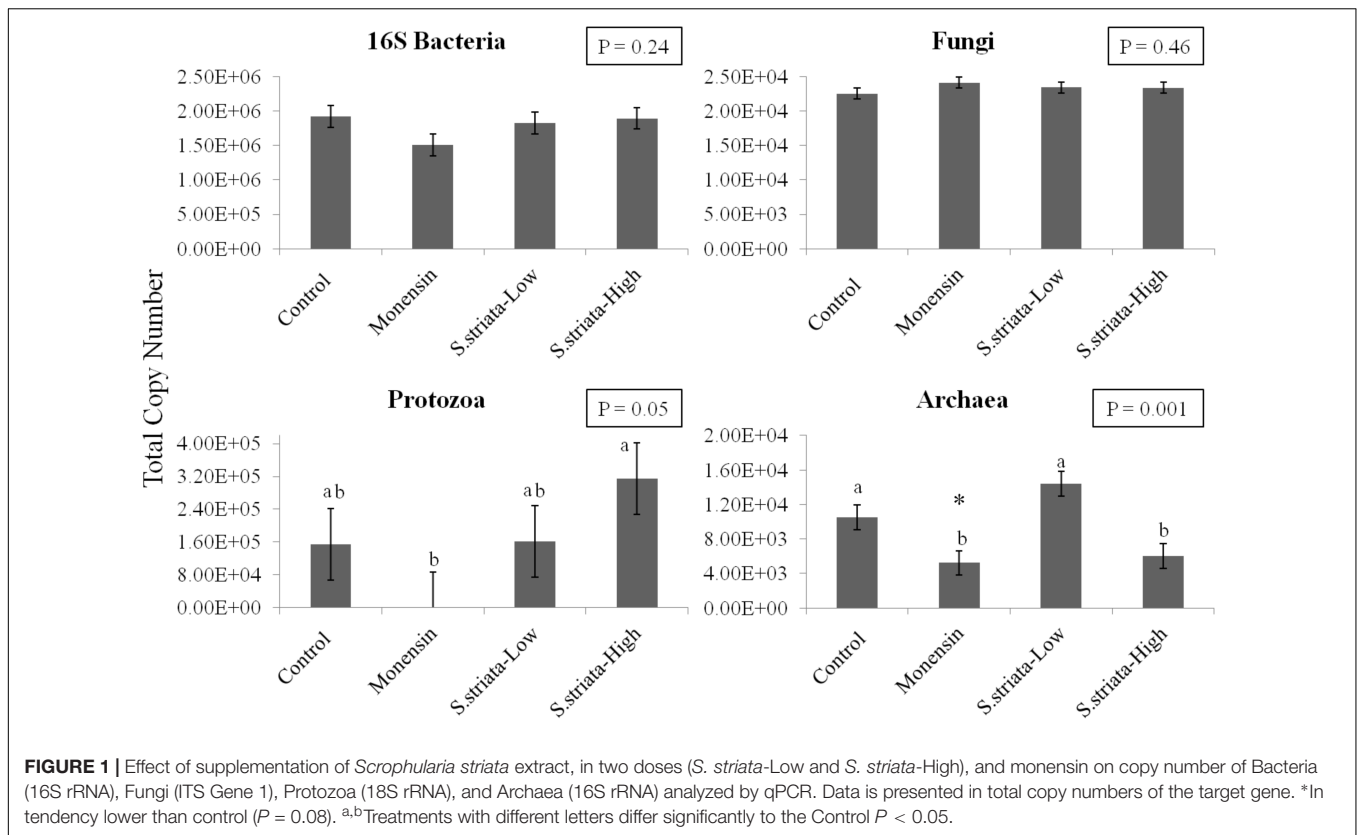 16S Bacteria
P = 0.24
2.50E+06
2.00E+06
1.50E+06
1.00E+06
5.00E+05
0.00E+00
Control
Monensin
S.striata-Low
S.striata-High
Fungi
P = 0.46
2.50E+04
2.00E+04
1.50E+04
1.00E+04
5.00E+03
0.00E+00
Control
Monensin
S.striata-Low
S.striata-High
Total Copy Number
Protozoa
P = 0.05
4.00E+05
3.20E+05
2.40E+05
1.60E+05
8.00E+04
0.00E+00
a b
b
a b
a
Control
Monensin
S.striata-Low
S.striata-High
Archaea
P = 0.001
2.00E+04
1.60E+04
1.20E+04
8.00E+03
4.00E+03
0.00E+00
a
*
b
a
b
Control
Monensin
S.striata-Low
S.striata-High
FIGURE 1 | Effect of supplementation of Scrophularia striata extract, in two doses (S. striata-Low and S. striata-High), and monensin on copy number of Bacteria
(16S rRNA), Fungi (ITS Gene 1), Protozoa (18S rRNA), and Archaea (16S rRNA) analyzed by qPCR. Data is presented in total copy numbers of the target gene. *In
tendency lower than control (P = 0.08). a,bTreatments with different letters differ significantly to the Control P < 0.05.